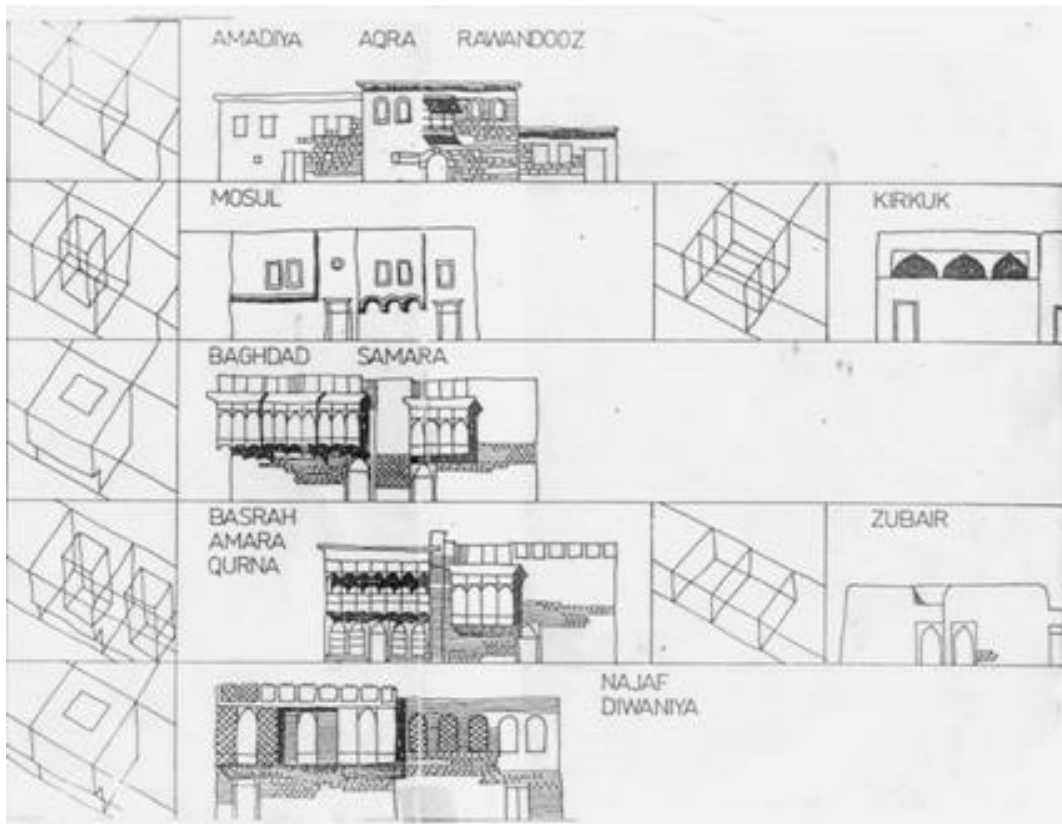 AMADIYA AQRA RAWANDOOZ
MOSUL
KIRKUK
BAGHDAD SAMARA
BASRAH
AMARA
QURNA
ZUBAIR
NAJAF
DIWANIYA